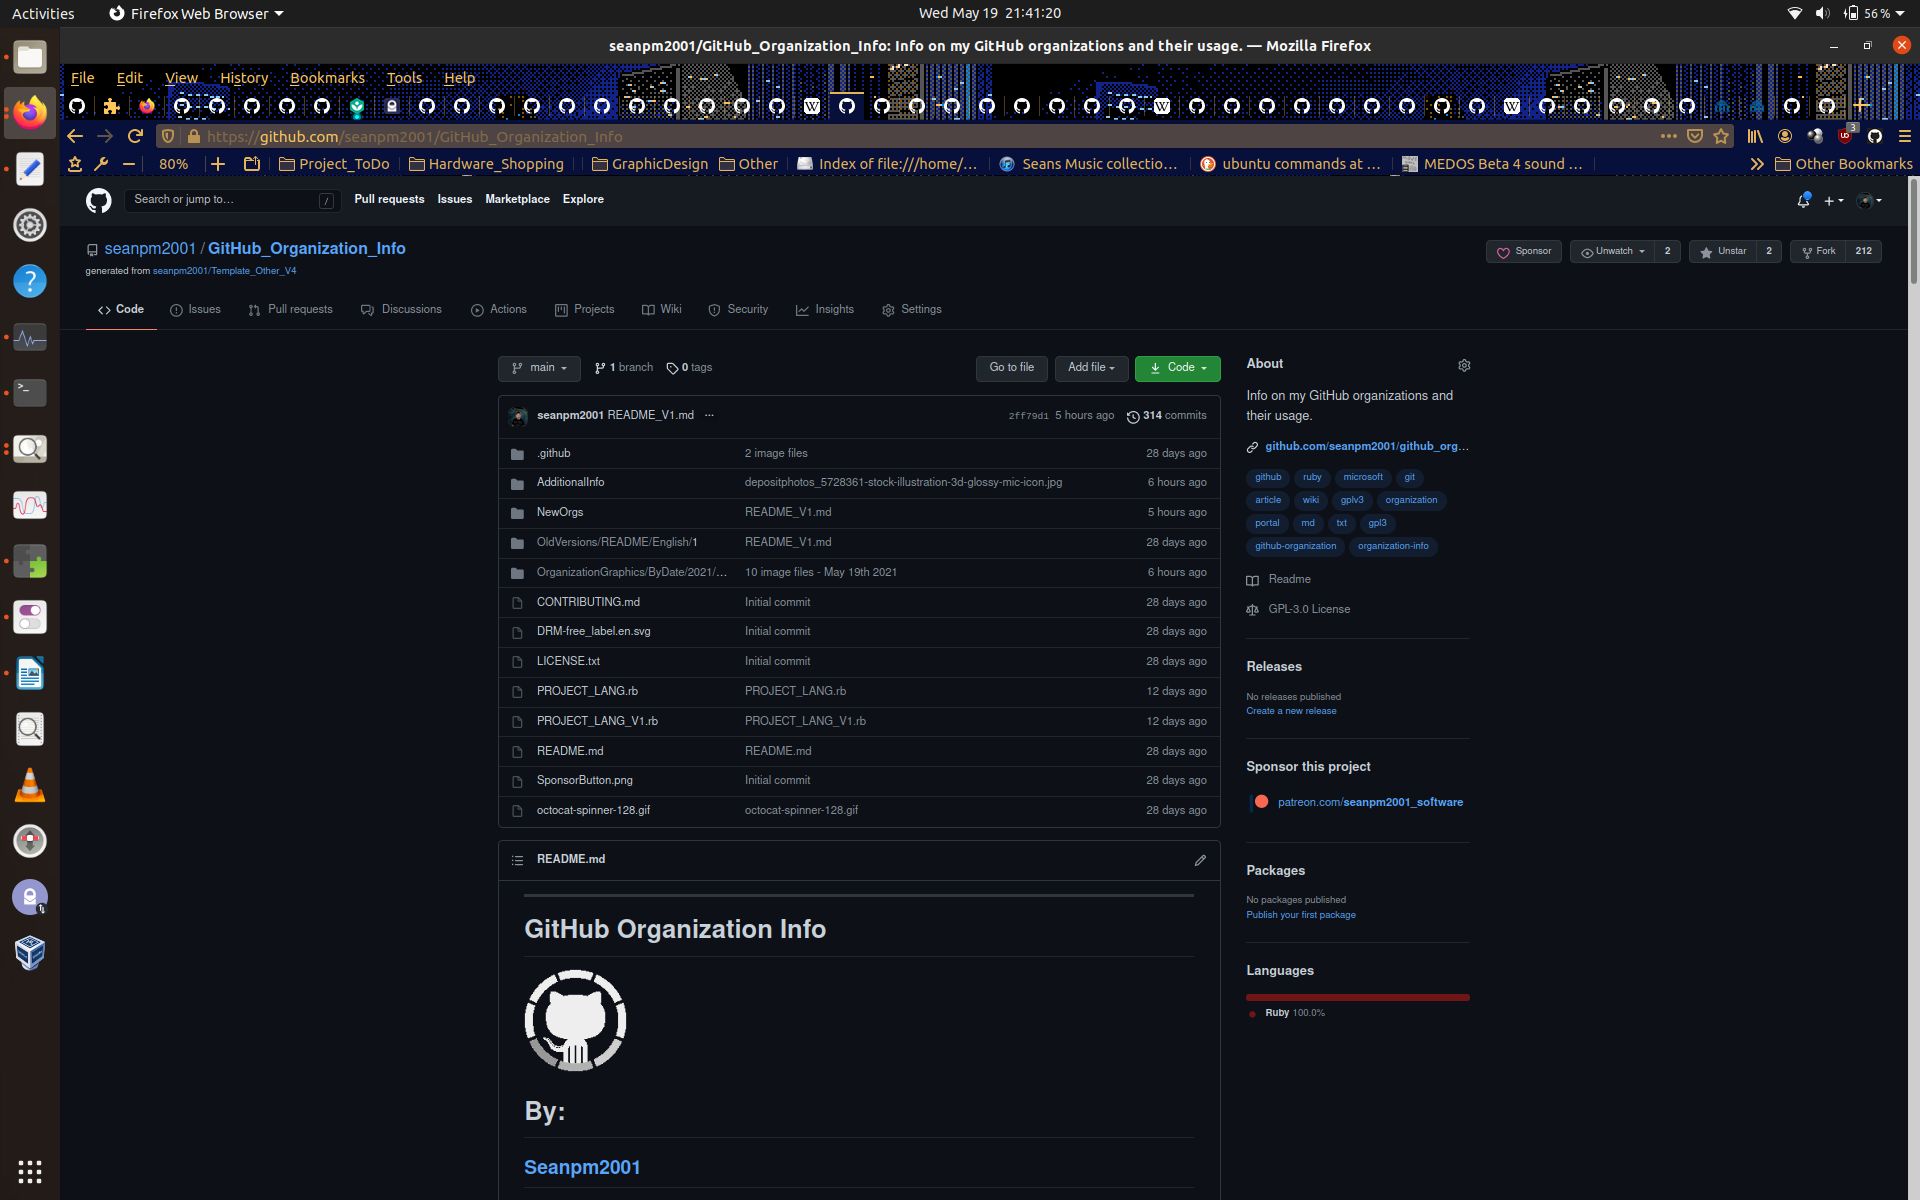 Activities
Firefox Web Browser
Wed May 19 21:41:20
56 %
seanpm2001/GitHub_Organization_Info: Info on my GitHub organizations and their usage. — Mozilla Firefox
File Edit View History Bookmarks Tools Help
https://github.com/seanpm2001/GitHub_Organization_Info
3
80%
Project_ToDo
Hardware_Shopping
GraphicDesign
Other
Index of file:///home/...
Seans Music collectio...
ubuntu commands at ...
MEDOS Beta 4 sound ...
Other Bookmarks
Search or jump to...
/
Pull requests Issues Marketplace Explore
seanpm2001 / GitHub_Organization_Info
generated from seanpm2001/Template_Other_V4
Sponsor
Unwatch 2
Unstar 2
Fork 212
Code
Issues
Pull requests
Discussions
Actions
Projects
Wiki
Security
Insights
Settings
main
1 branch
0 tags
Go to file
Add file
Code
seanpm2001 README_V1.md ...
2ff79d1 5 hours ago 314 commits
.github 2 image files 28 days ago
AdditionalInfo depositphotos_5728361-stock-illustration-3d-glossy-mic-icon.jpg 6 hours ago
NewOrgs README_V1.md 5 hours ago
OldVersions/README/English/1 README_V1.md 28 days ago
OrganizationGraphics/ByDate/2021/... 10 image files - May 19th 2021 6 hours ago
CONTRIBUTING.md Initial commit 28 days ago
DRM-free_label.en.svg Initial commit 28 days ago
LICENSE.txt Initial commit 28 days ago
PROJECT_LANG.rb PROJECT_LANG.rb 12 days ago
PROJECT_LANG_V1.rb PROJECT_LANG_V1.rb 12 days ago
README.md README.md 28 days ago
SponsorButton.png Initial commit 28 days ago
octocat-spinner-128.gif octocat-spinner-128.gif 28 days ago
README.md
GitHub Organization Info
By:
Seanpm2001
About
Info on my GitHub organizations and
their usage.
github.com/seanpm2001/github_org...
github ruby microsoft git
article wiki gplv3 organization
portal md txt gpl3
github-organization organization-info
Readme
GPL-3.0 License
Releases
No releases published
Create a new release
Sponsor this project
patreon.com/seanpm2001_software
Packages
No packages published
Publish your first package
Languages
Ruby 100.0%